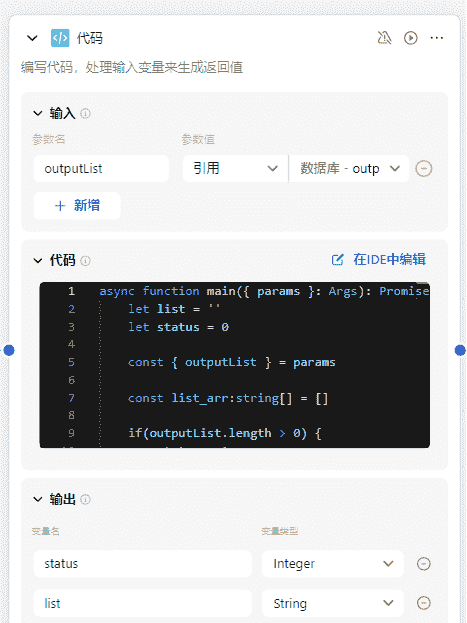 代码
编写代码，处理输入变量来生成返回值
输入
参数名 参数值
outputList 引用 数据库 - outp
+ 新增
代码 在IDE中编辑
1 async function main({ params }: Args): Promise
2 let list = ''
3 let status = 0
4
5 const { outputList } = params
6
7 const list_arr:string[] = []
8
9 if(outputList.length > 0) {
输出
变量名 变量类型
status Integer
list String